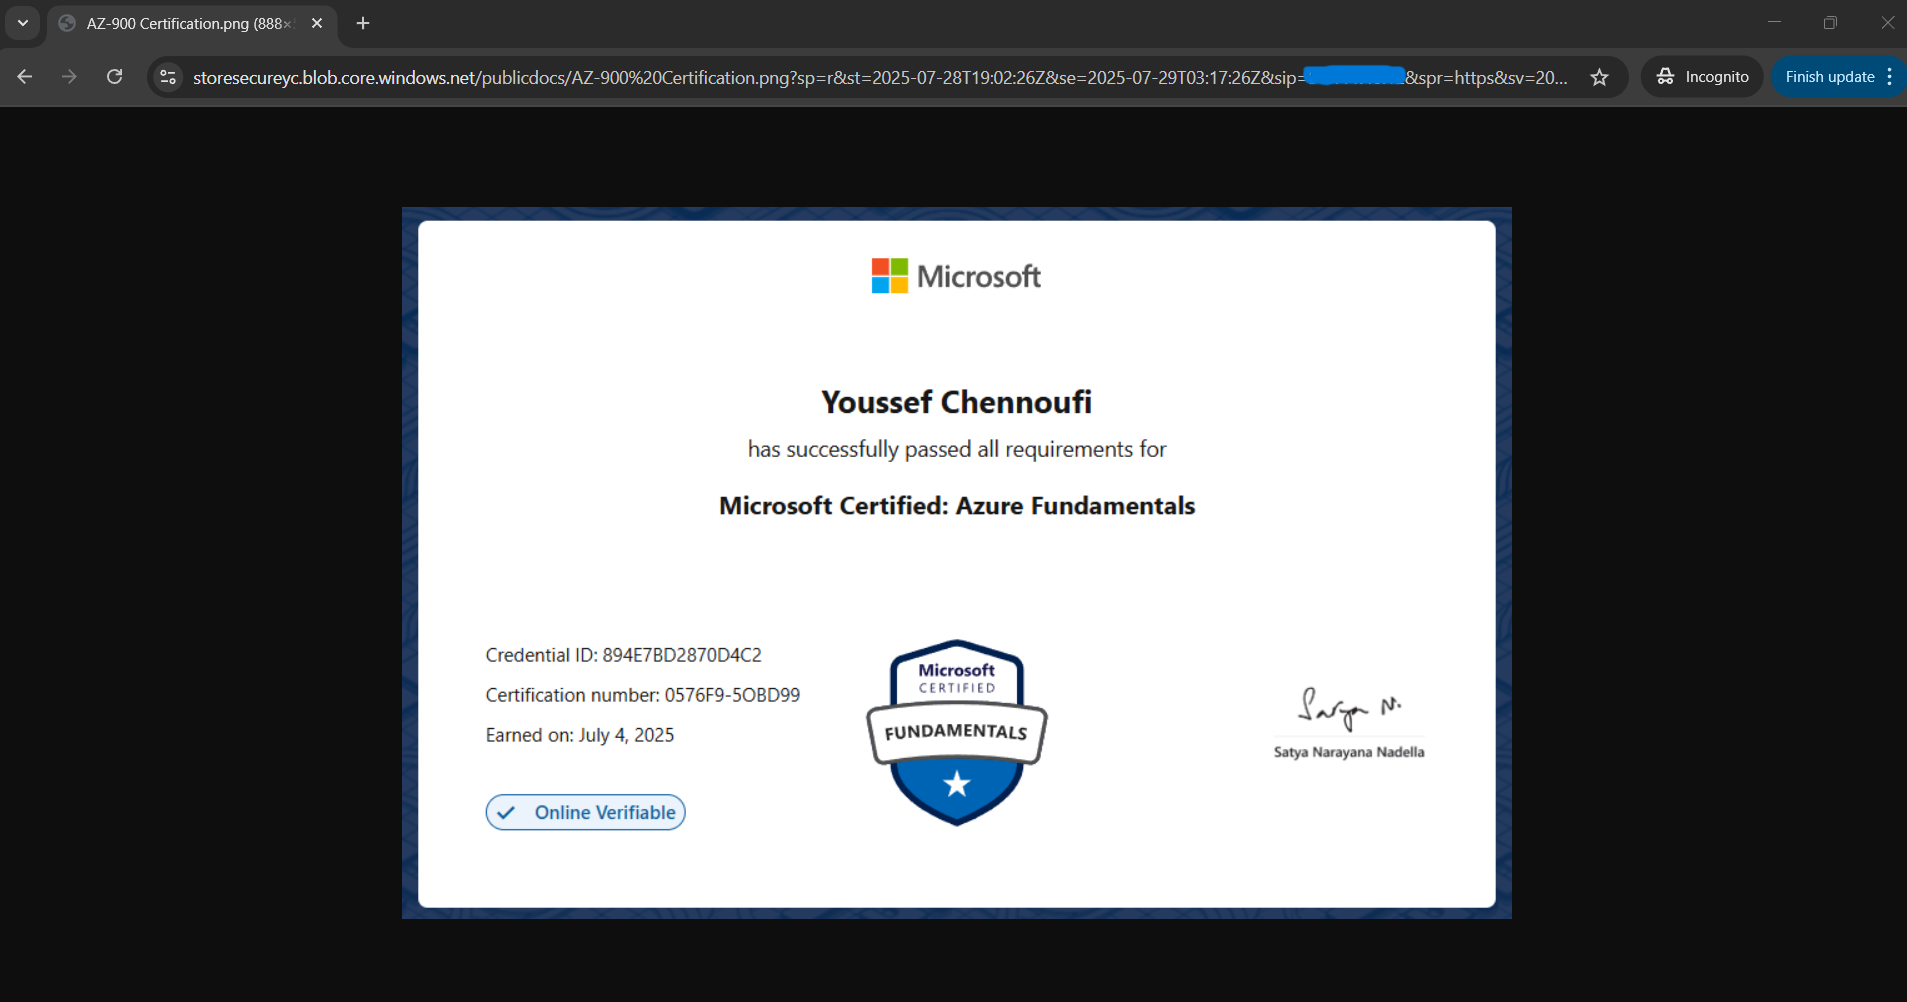 AZ-900 Certification.png (888×
storesecureyc.blob.core.windows.net/publicdocs/AZ-900%20Certification.png?sp=r&st=2025-07-28T19:02:26Z&se=2025-07-29T03:17:26Z&sip= &spr=https&sv=20...
Incognito
Finish update
Microsoft
Youssef Chennoufi
has successfully passed all requirements for
Microsoft Certified: Azure Fundamentals
Credential ID: 894E7BD2870D4C2
Certification number: 0576F9-5OBD99
Earned on: July 4, 2025
Online Verifiable
Microsoft
CERTIFIED
FUNDAMENTALS
Satya N.
Satya Narayana Nadella